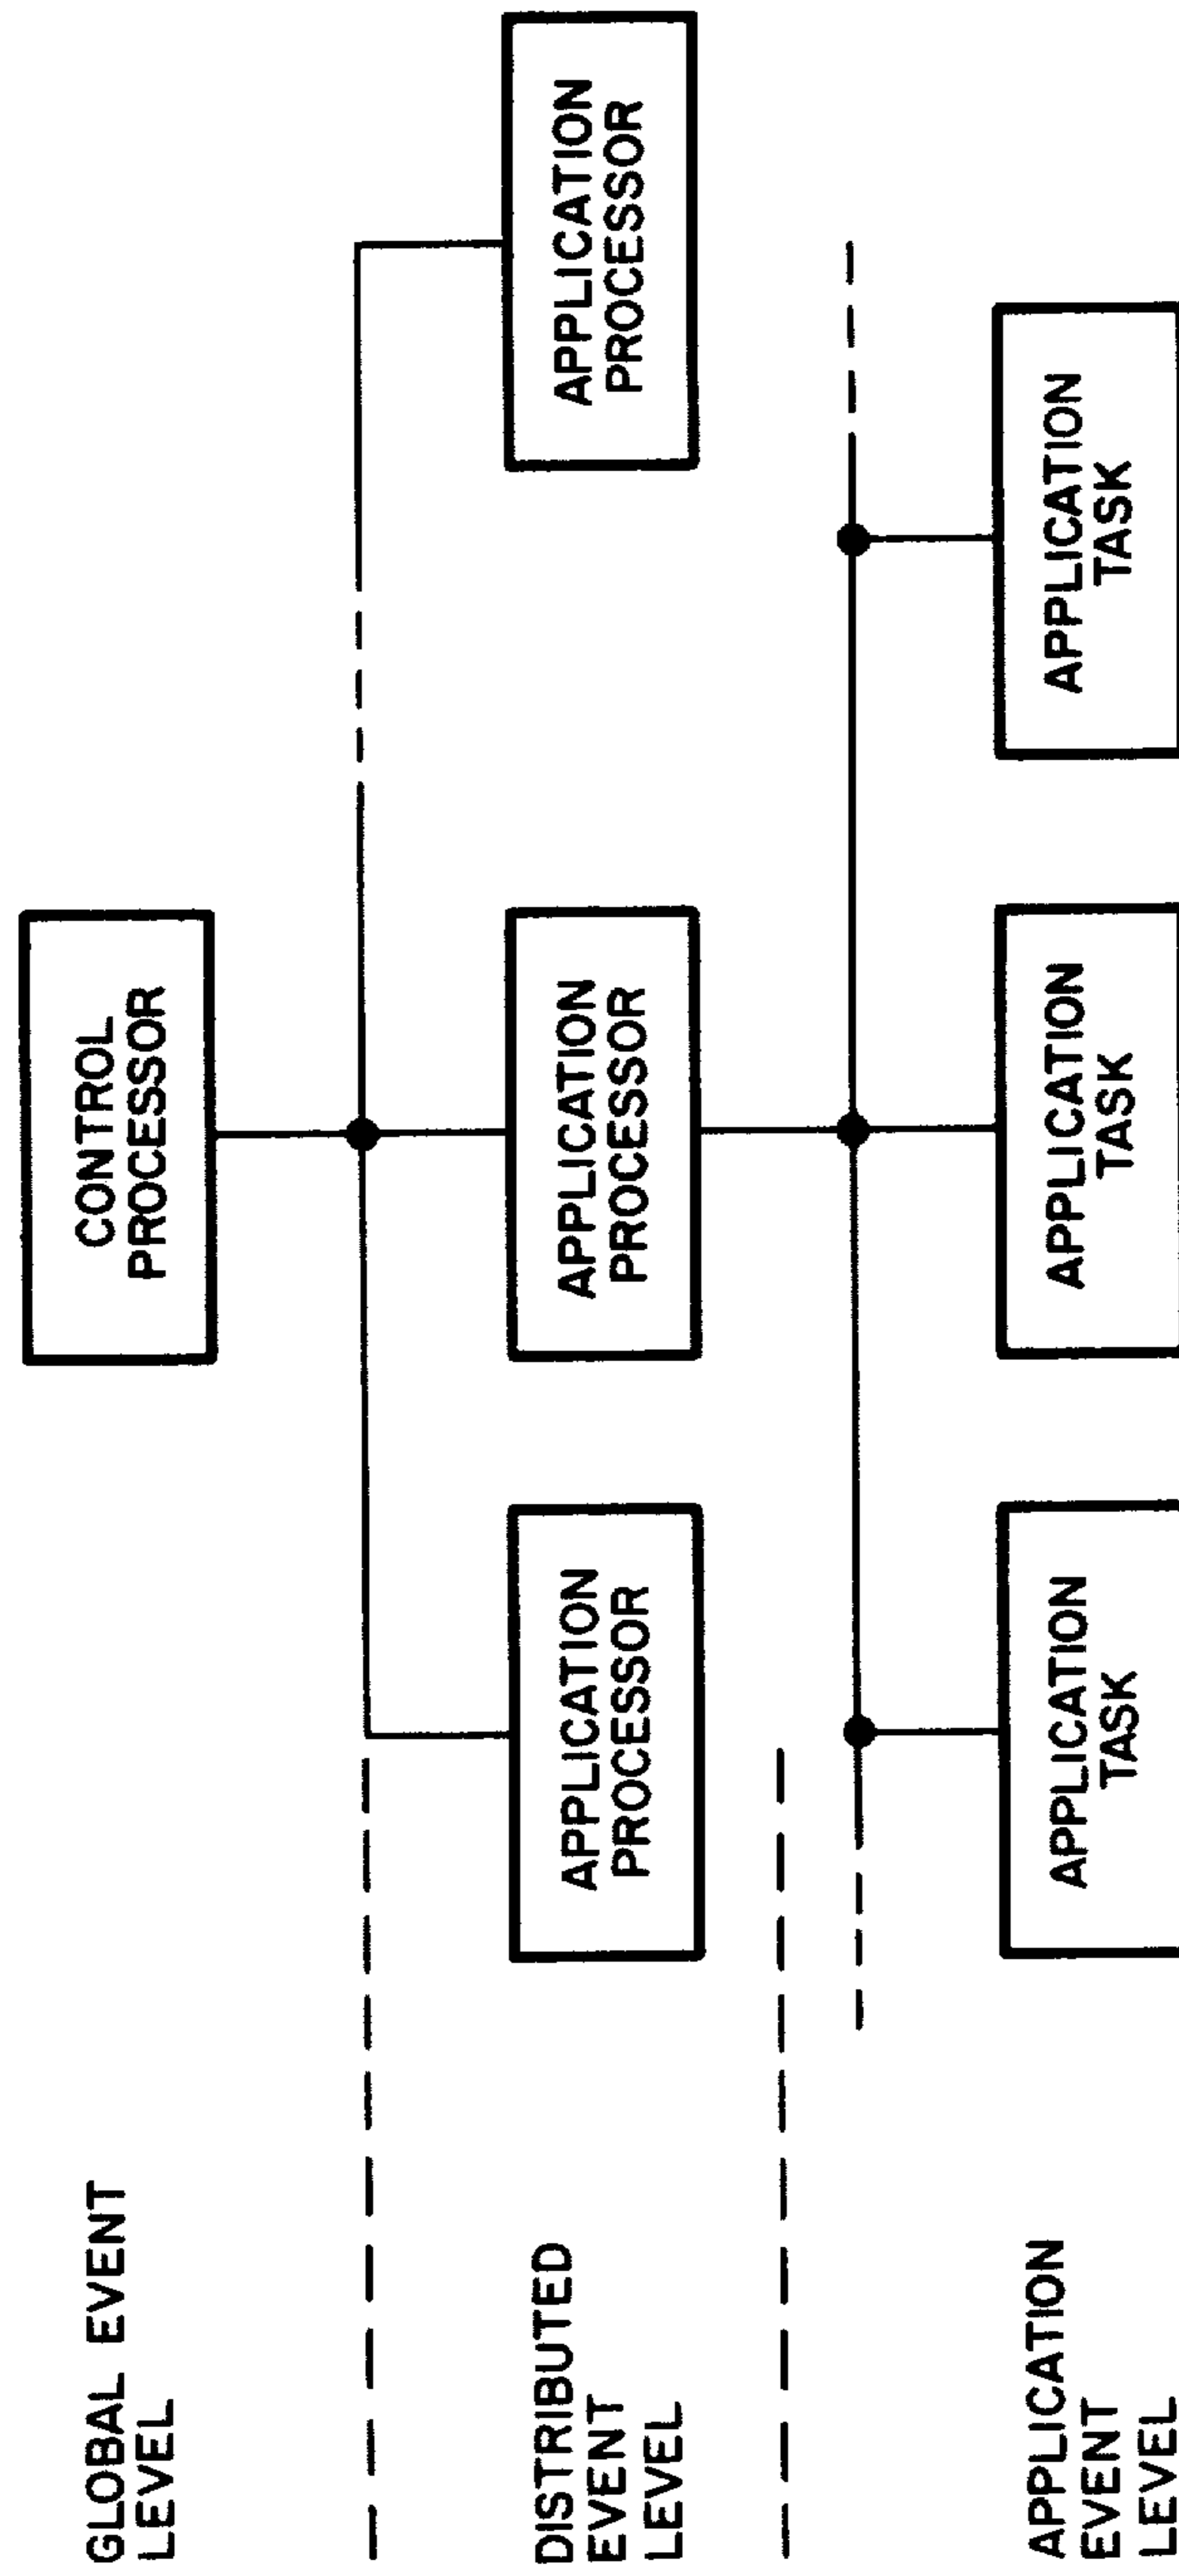 GLOBAL EVENT
LEVEL
CONTROL
PROCESSOR
DISTRIBUTED
EVENT
LEVEL
APPLICATION
PROCESSOR
APPLICATION
PROCESSOR
APPLICATION
PROCESSOR
APPLICATION
EVENT
LEVEL
APPLICATION
TASK
APPLICATION
TASK
APPLICATION
TASK